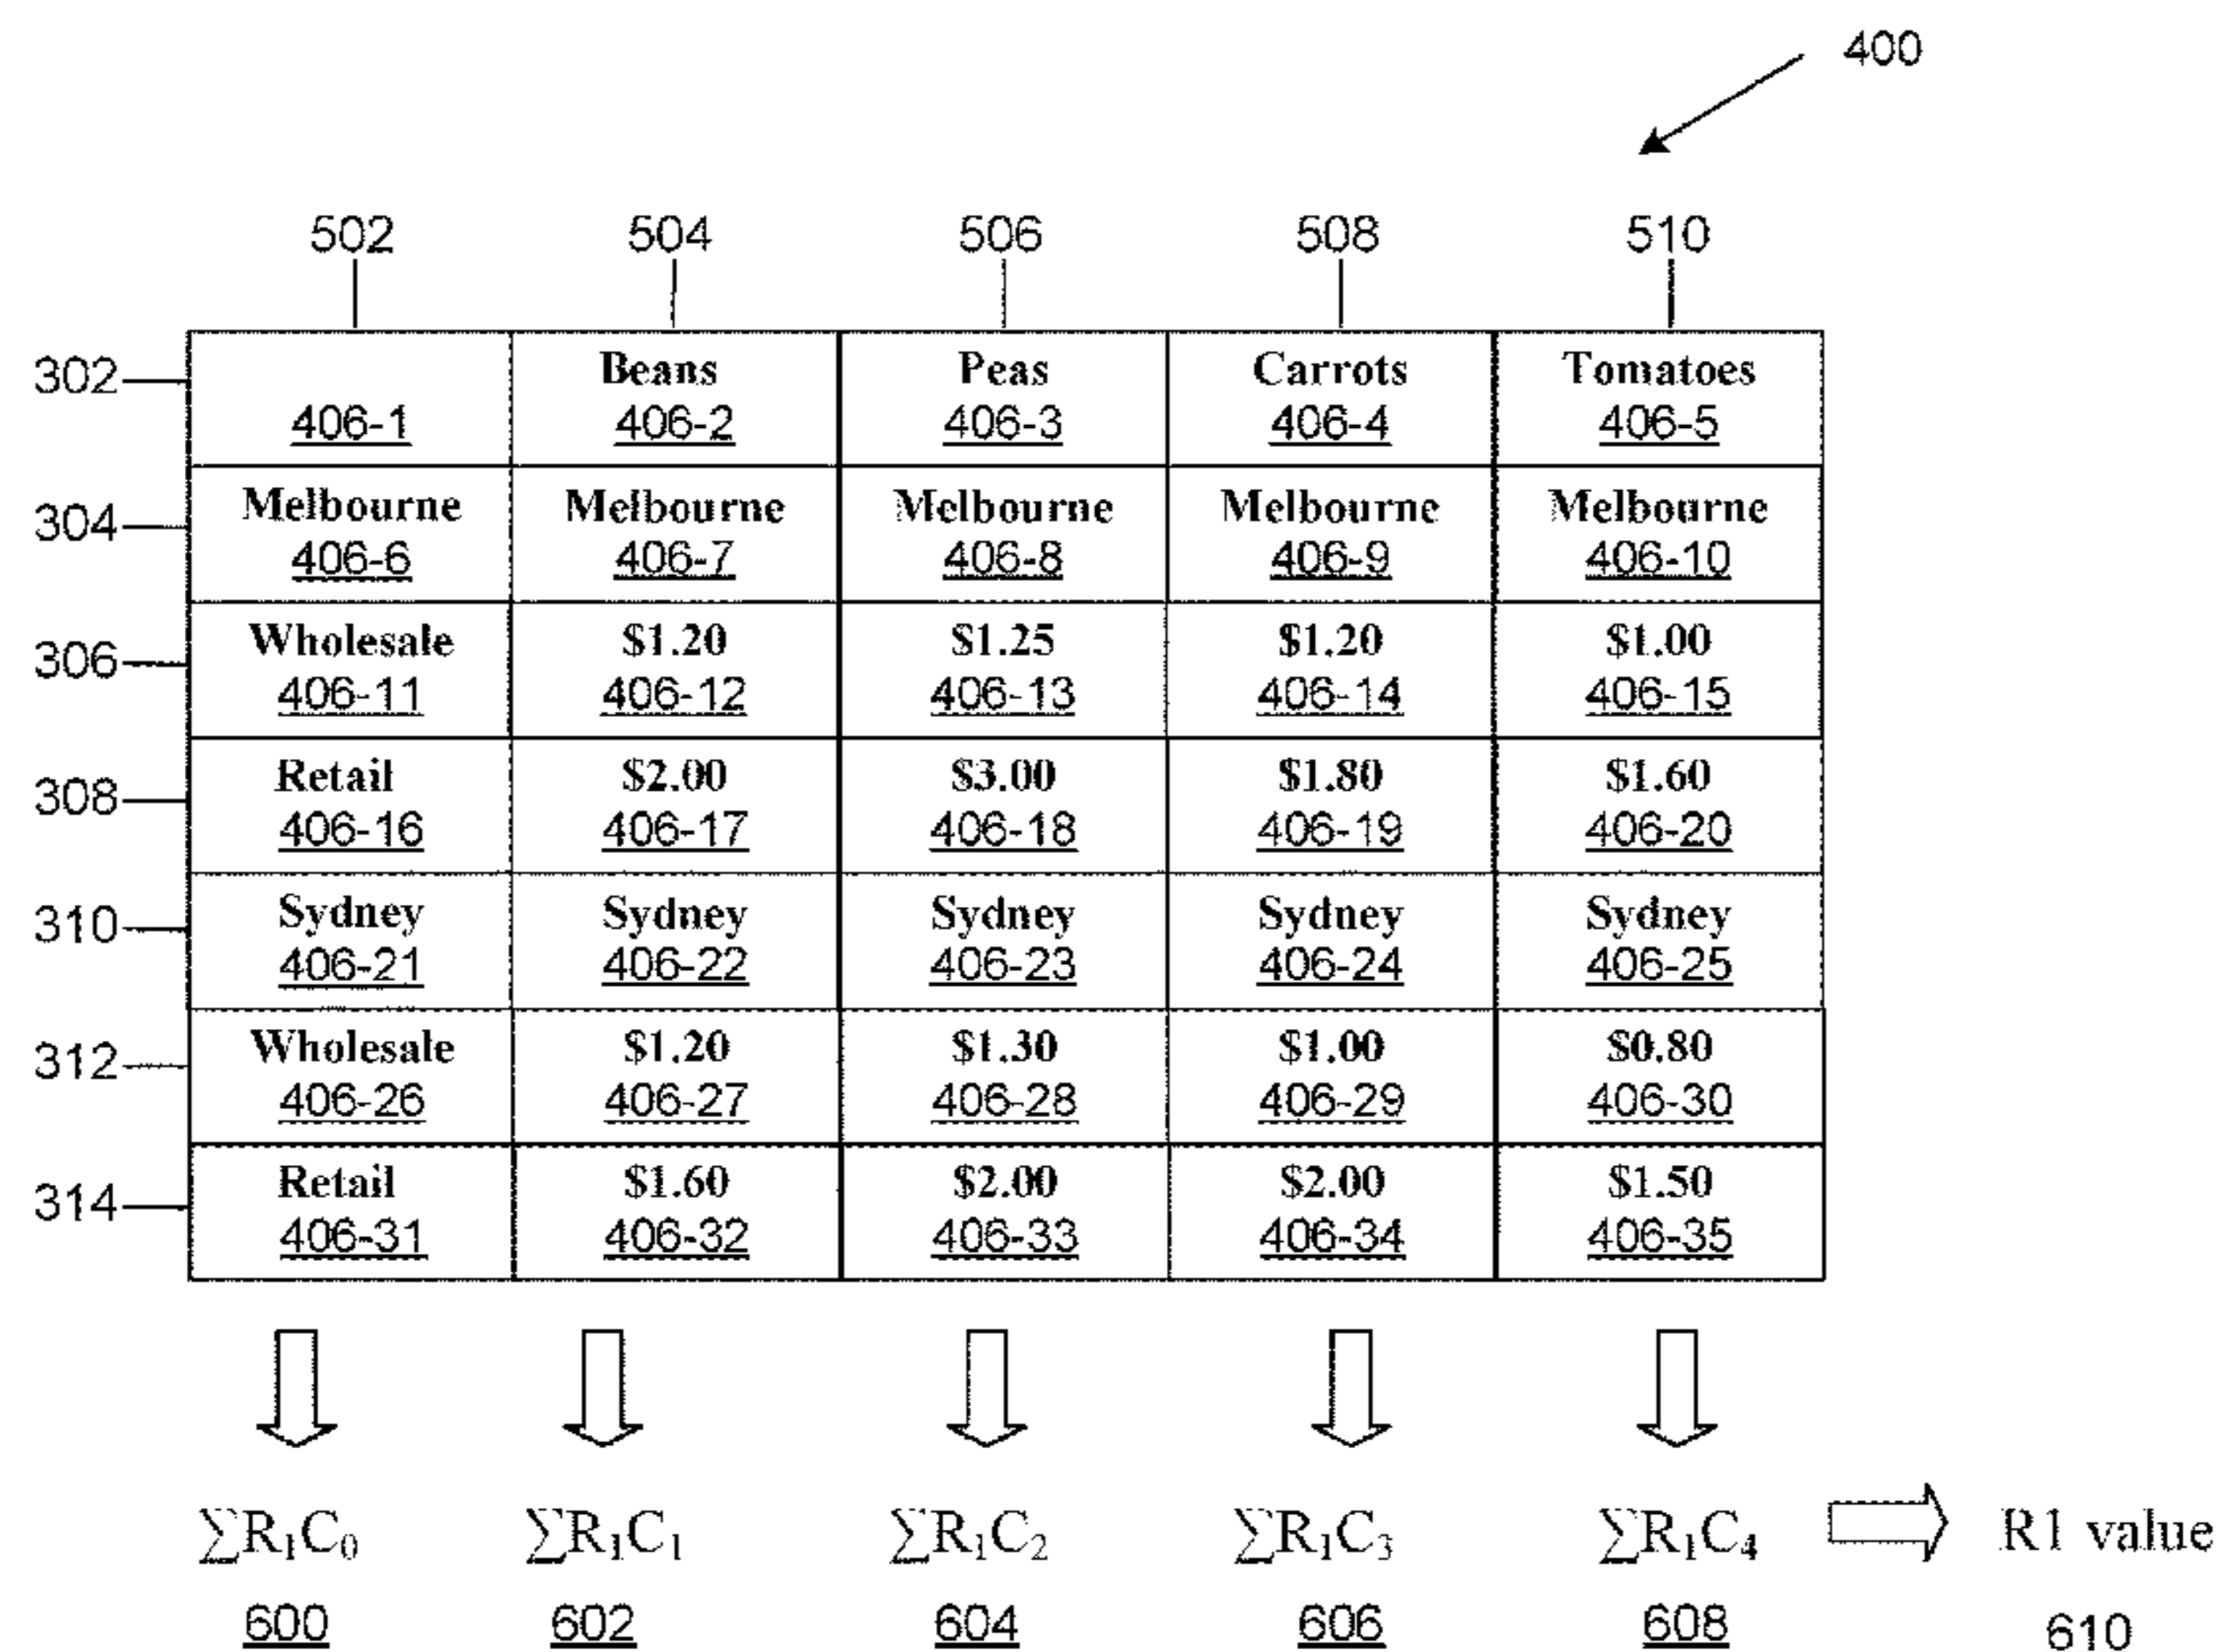 400
502 504 506 508 510
302 Beans Peas Carrots Tomatoes
406-1 406-2 406-3 406-4 406-5
304 Melbourne Melbourne Melbourne Melbourne Melbourne
406-6 406-7 406-8 406-9 406-10
306 Wholesale $1.20 $1.25 $1.20 $1.00
406-11 406-12 406-13 406-14 406-15
308 Retail $2.00 $3.00 $1.80 $1.60
406-16 406-17 406-18 406-19 406-20
310 Sydney Sydney Sydney Sydney Sydney
406-21 406-22 406-23 406-24 406-25
312 Wholesale $1.20 $1.30 $1.00 $0.80
406-26 406-27 406-28 406-29 406-30
314 Retail $1.60 $2.00 $2.00 $1.50
406-31 406-32 406-33 406-34 406-35
∑R₁C₀ ∑R₁C₁ ∑R₁C₂ ∑R₁C₃ ∑R₁C₄ R1 value
600 602 604 606 608 610